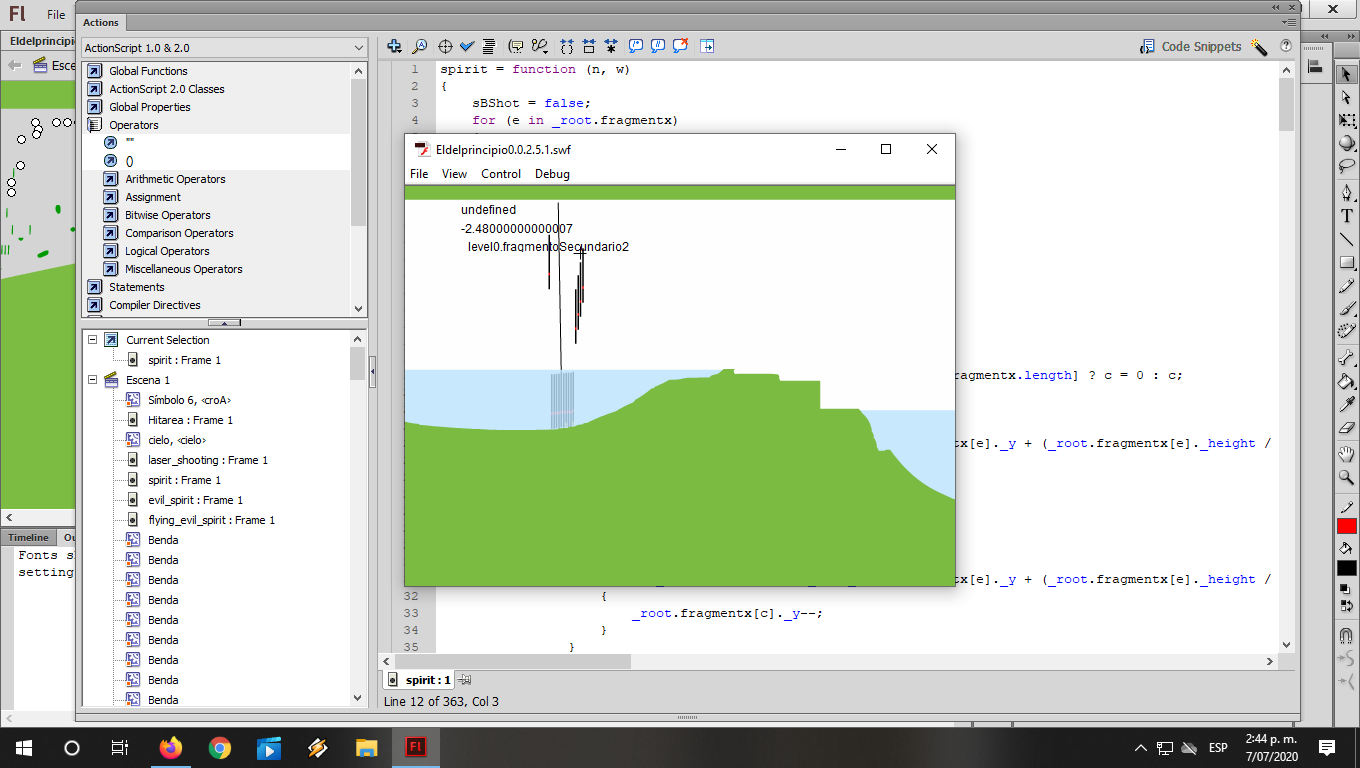 Fl
File
Actions
Eldelprincipio
Esce
ActionScript 1.0 & 2.0
Global Functions
ActionScript 2.0 Classes
Global Properties
Operators
""
()
Arithmetic Operators
Assignment
Bitwise Operators
Comparison Operators
Logical Operators
Miscellaneous Operators
Statements
Compiler Directives
Current Selection
spirit : Frame 1
Escena 1
Símbolo 6, <croA>
Hitarea : Frame 1
cielo, <cielo>
laser_shooting : Frame 1
spirit : Frame 1
evil_spirit : Frame 1
flying_evil_spirit : Frame 1
Benda
Benda
Benda
Benda
Benda
Benda
Benda
Benda
Benda
Timeline
Ou
Fonts s
setting
Code Snippets
1 spirit = function (n, w)
2 {
3 sBShot = false;
4 for (e in _root.fragmentx)
Eldelprincipio0.0.2.5.1.swf
File View Control Debug
undefined
-2.48000000000007
level0.fragmentoSecundario2
ragmentx.length] ? c = 0 : c;
tx[e]._y + (_root.fragmentx[e]._height /
tx[e]._y + (_root.fragmentx[e]._height /
32 {
33 _root.fragmentx[c]._y--;
34 }
35 }
spirit : 1
Line 12 of 363, Col 3
Fl
ESP
2:44 p. m.
7/07/2020